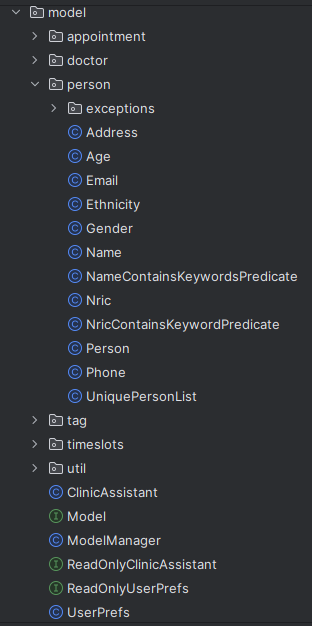 model
appointment
doctor
person
exceptions
Address
Age
Email
Ethnicity
Gender
Name
NameContainsKeywordsPredicate
Nric
NricContainsKeywordPredicate
Person
Phone
UniquePersonList
tag
timeslots
util
ClinicAssistant
Model
ModelManager
ReadOnlyClinicAssistant
ReadOnlyUserPrefs
UserPrefs